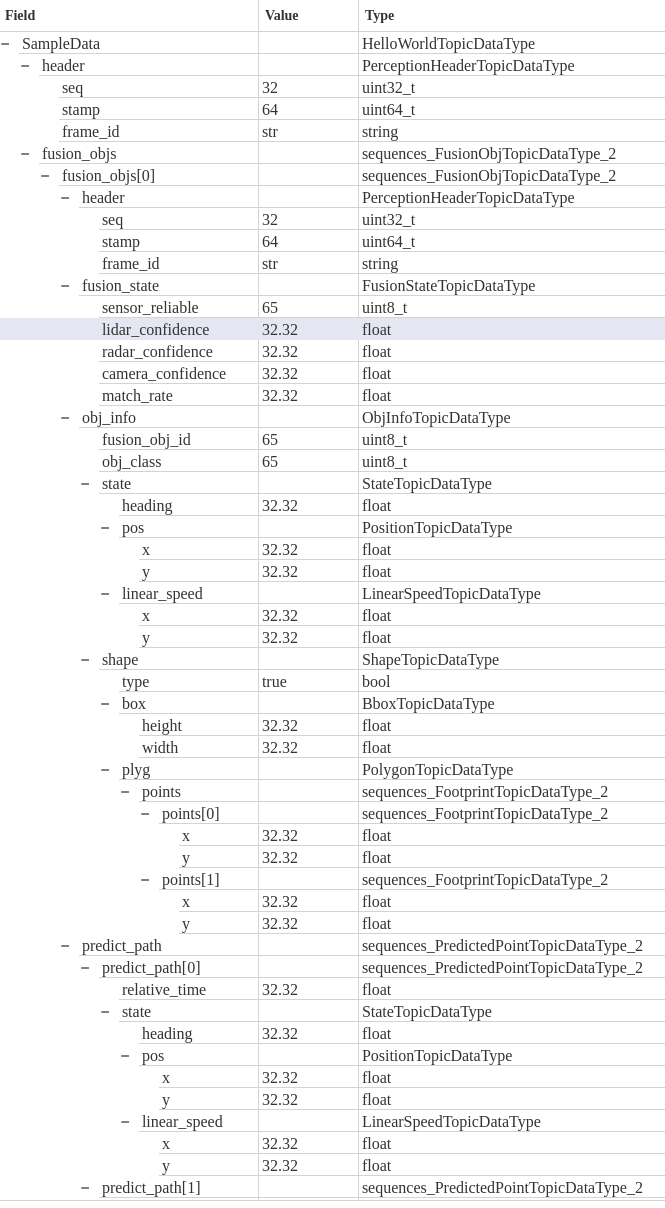 Field Value Type
SampleData HelloWorldTopicDataType
header PerceptionHeaderTopicDataType
seq 32 uint32_t
stamp 64 uint64_t
frame_id str string
fusion_objs sequences_FusionObjTopicDataType_2
fusion_objs[0] sequences_FusionObjTopicDataType_2
header PerceptionHeaderTopicDataType
seq 32 uint32_t
stamp 64 uint64_t
frame_id str string
fusion_state FusionStateTopicDataType
sensor_reliable 65 uint8_t
lidar_confidence 32.32 float
radar_confidence 32.32 float
camera_confidence 32.32 float
match_rate 32.32 float
obj_info ObjInfoTopicDataType
fusion_obj_id 65 uint8_t
obj_class 65 uint8_t
state StateTopicDataType
heading 32.32 float
pos PositionTopicDataType
x 32.32 float
y 32.32 float
linear_speed LinearSpeedTopicDataType
x 32.32 float
y 32.32 float
shape ShapeTopicDataType
type true bool
box BboxTopicDataType
height 32.32 float
width 32.32 float
plyg PolygonTopicDataType
points sequences_FootprintTopicDataType_2
points[0] sequences_FootprintTopicDataType_2
x 32.32 float
y 32.32 float
points[1] sequences_FootprintTopicDataType_2
x 32.32 float
y 32.32 float
predict_path sequences_PredictedPointTopicDataType_2
predict_path[0] sequences_PredictedPointTopicDataType_2
relative_time 32.32 float
state StateTopicDataType
heading 32.32 float
pos PositionTopicDataType
x 32.32 float
y 32.32 float
linear_speed LinearSpeedTopicDataType
x 32.32 float
y 32.32 float
predict_path[1] sequences_PredictedPointTopicDataType_2